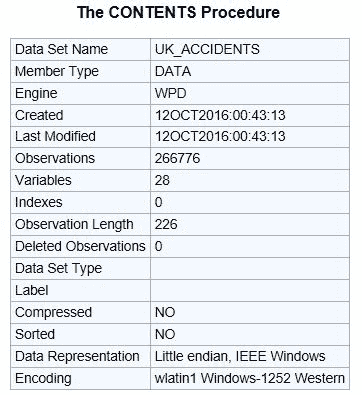 The CONTENTS Procedure
Data Set Name UK_ACCIDENTS
Member Type DATA
Engine WPD
Created 12OCT2016:00:43:13
Last Modified 12OCT2016:00:43:13
Observations 266776
Variables 28
Indexes 0
Observation Length 226
Deleted Observations 0
Data Set Type
Label
Compressed NO
Sorted NO
Data Representation Little endian, IEEE Windows
Encoding wlatin1 Windows-1252 Western